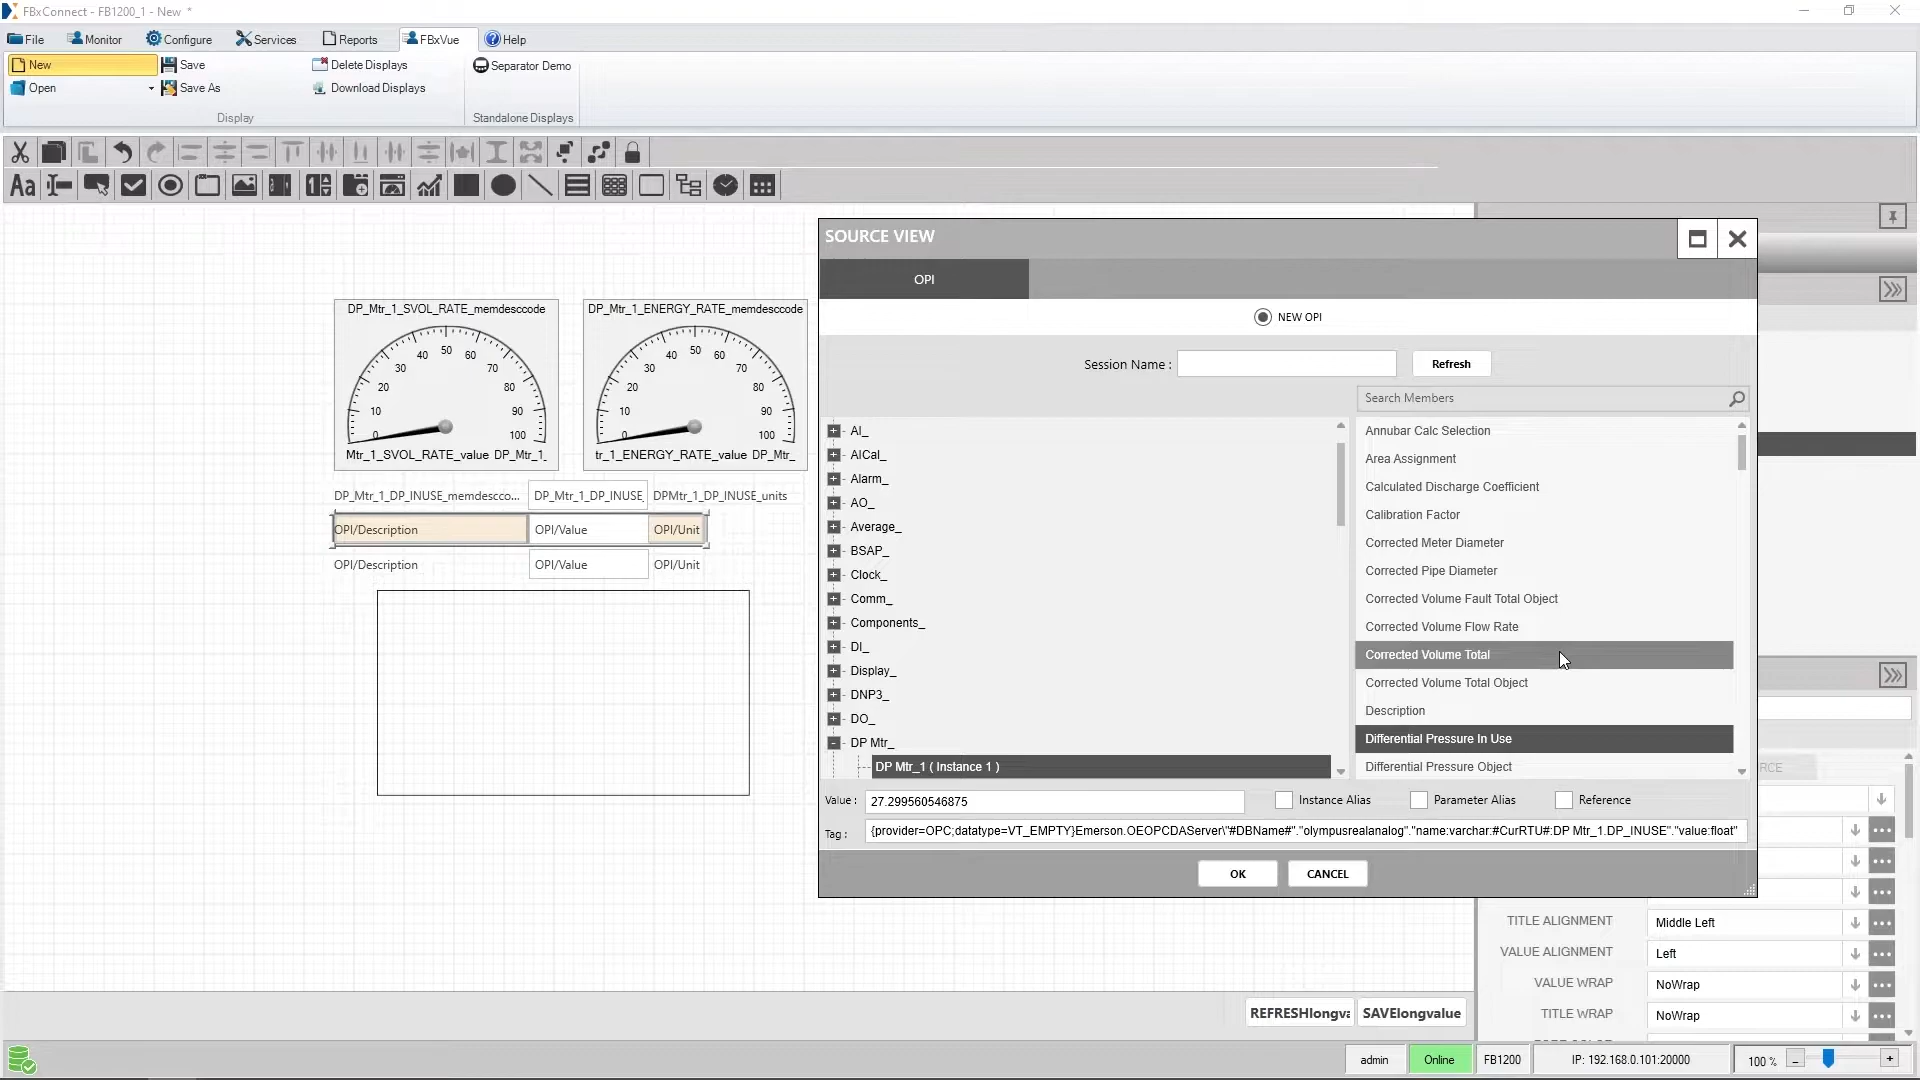 FBxConnect - FB1200_1 - New *
File Monitor Configure Services Reports FBxVue Help
New Save Delete Displays Separator Demo
Open Save As Download Displays
Display Standalone Displays
Aa
SOURCE VIEW
OPI
NEW OPI
Session Name : Refresh
Search Members
DP_Mtr_1_SVOL_RATE_memdesccode
0 10 20 30 40 50 60 70 80 90 100
Mtr_1_SVOL_RATE_value DP_Mtr_1_
DP_Mtr_1_ENERGY_RATE_memdesccode
0 10 20 30 40 50 60 70 80 90 100
tr_1_ENERGY_RATE_value DP_Mtr_
DP_Mtr_1_DP_INUSE_memdescco... DP_Mtr_1_DP_INUSE_ DPMtr_1_DP_INUSE_units
OPI/Description OPI/Value OPI/Unit
OPI/Description OPI/Value OPI/Unit
AI_
AICal_
Alarm_
AO_
Average_
BSAP_
Clock_
Comm_
Components_
DI_
Display_
DNP3_
DO_
DP Mtr_
DP Mtr_1 ( Instance 1 )
Annubar Calc Selection
Area Assignment
Calculated Discharge Coefficient
Calibration Factor
Corrected Meter Diameter
Corrected Pipe Diameter
Corrected Volume Fault Total Object
Corrected Volume Flow Rate
Corrected Volume Total
Corrected Volume Total Object
Description
Differential Pressure In Use
Differential Pressure Object
Value : 27.299560546875 Instance Alias Parameter Alias Reference
Tag : {provider=OPC;datatype=VT_EMPTY}Emerson.OEOPCDAServer\"#DBName#"."olympusrealanalog"."name:varchar:#CurRTU#:DP Mtr_1.DP_INUSE"."value:float"
OK CANCEL
RCE
TITLE ALIGNMENT Middle Left
VALUE ALIGNMENT Left
VALUE WRAP NoWrap
TITLE WRAP NoWrap
REFRESHlongva SAVElongvalue
admin Online FB1200 IP: 192.168.0.101:20000 100 %